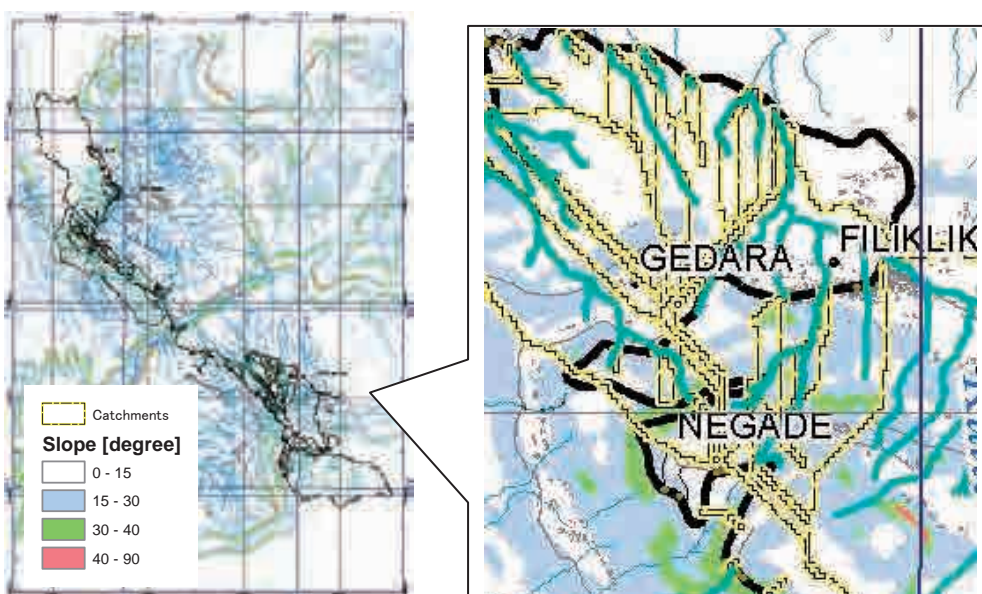 Catchments
Slope [degree]
0 - 15
15 - 30
30 - 40
40 - 90
GEDARA
FILIKLIK
NEGADE